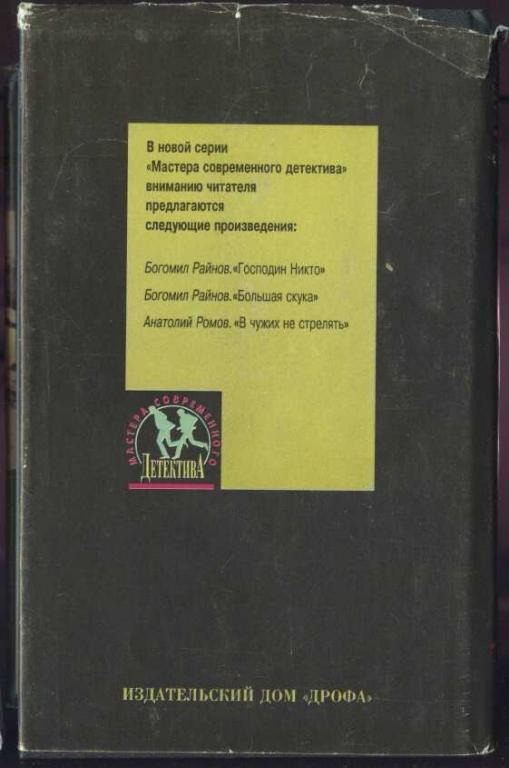 В новой серии
«Мастера современного детектива»
вниманию читателя
предлагаются
следующие произведения:
Богомил Райнов. «Господин Никто»
Богомил Райнов. «Большая скука»
Анатолий Ромов. «В чужих не стрелять»
МАСТЕРА СОВРЕМЕННОГО
ДЕТЕКТИВА
ИЗДАТЕЛЬСКИЙ ДОМ «ДРОФА»